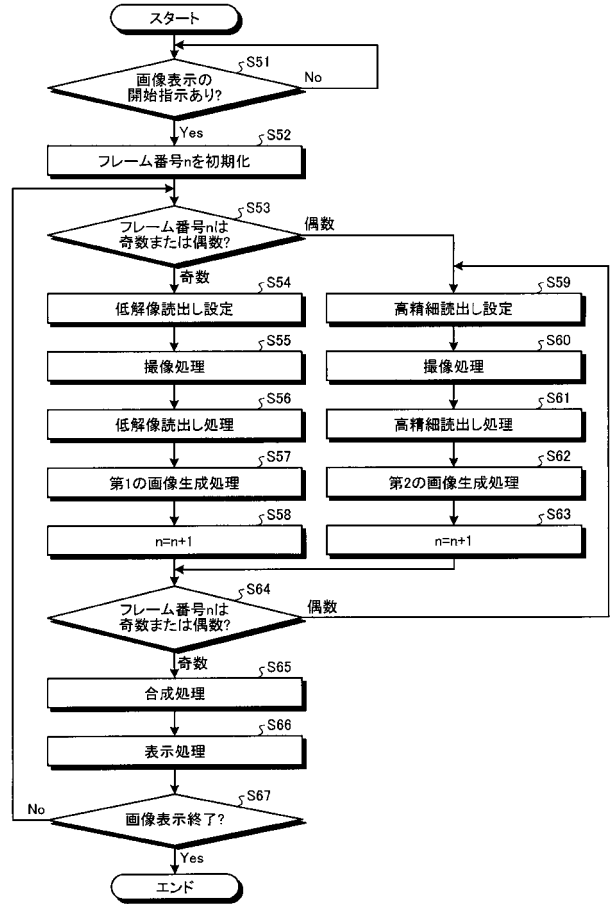 スタート
S51
画像表示の
開始指示あり?
No
Yes
S52
フレーム番号nを初期化
S53
フレーム番号nは
奇数または偶数?
偶数
奇数
S54
低解像読出し設定
S59
高精細読出し設定
S55
撮像処理
S60
撮像処理
S56
低解像読出し処理
S61
高精細読出し処理
S57
第1の画像生成処理
S62
第2の画像生成処理
S58
n=n+1
S63
n=n+1
S64
フレーム番号nは
奇数または偶数?
偶数
奇数
S65
合成処理
S66
表示処理
S67
画像表示終了?
No
Yes
エンド